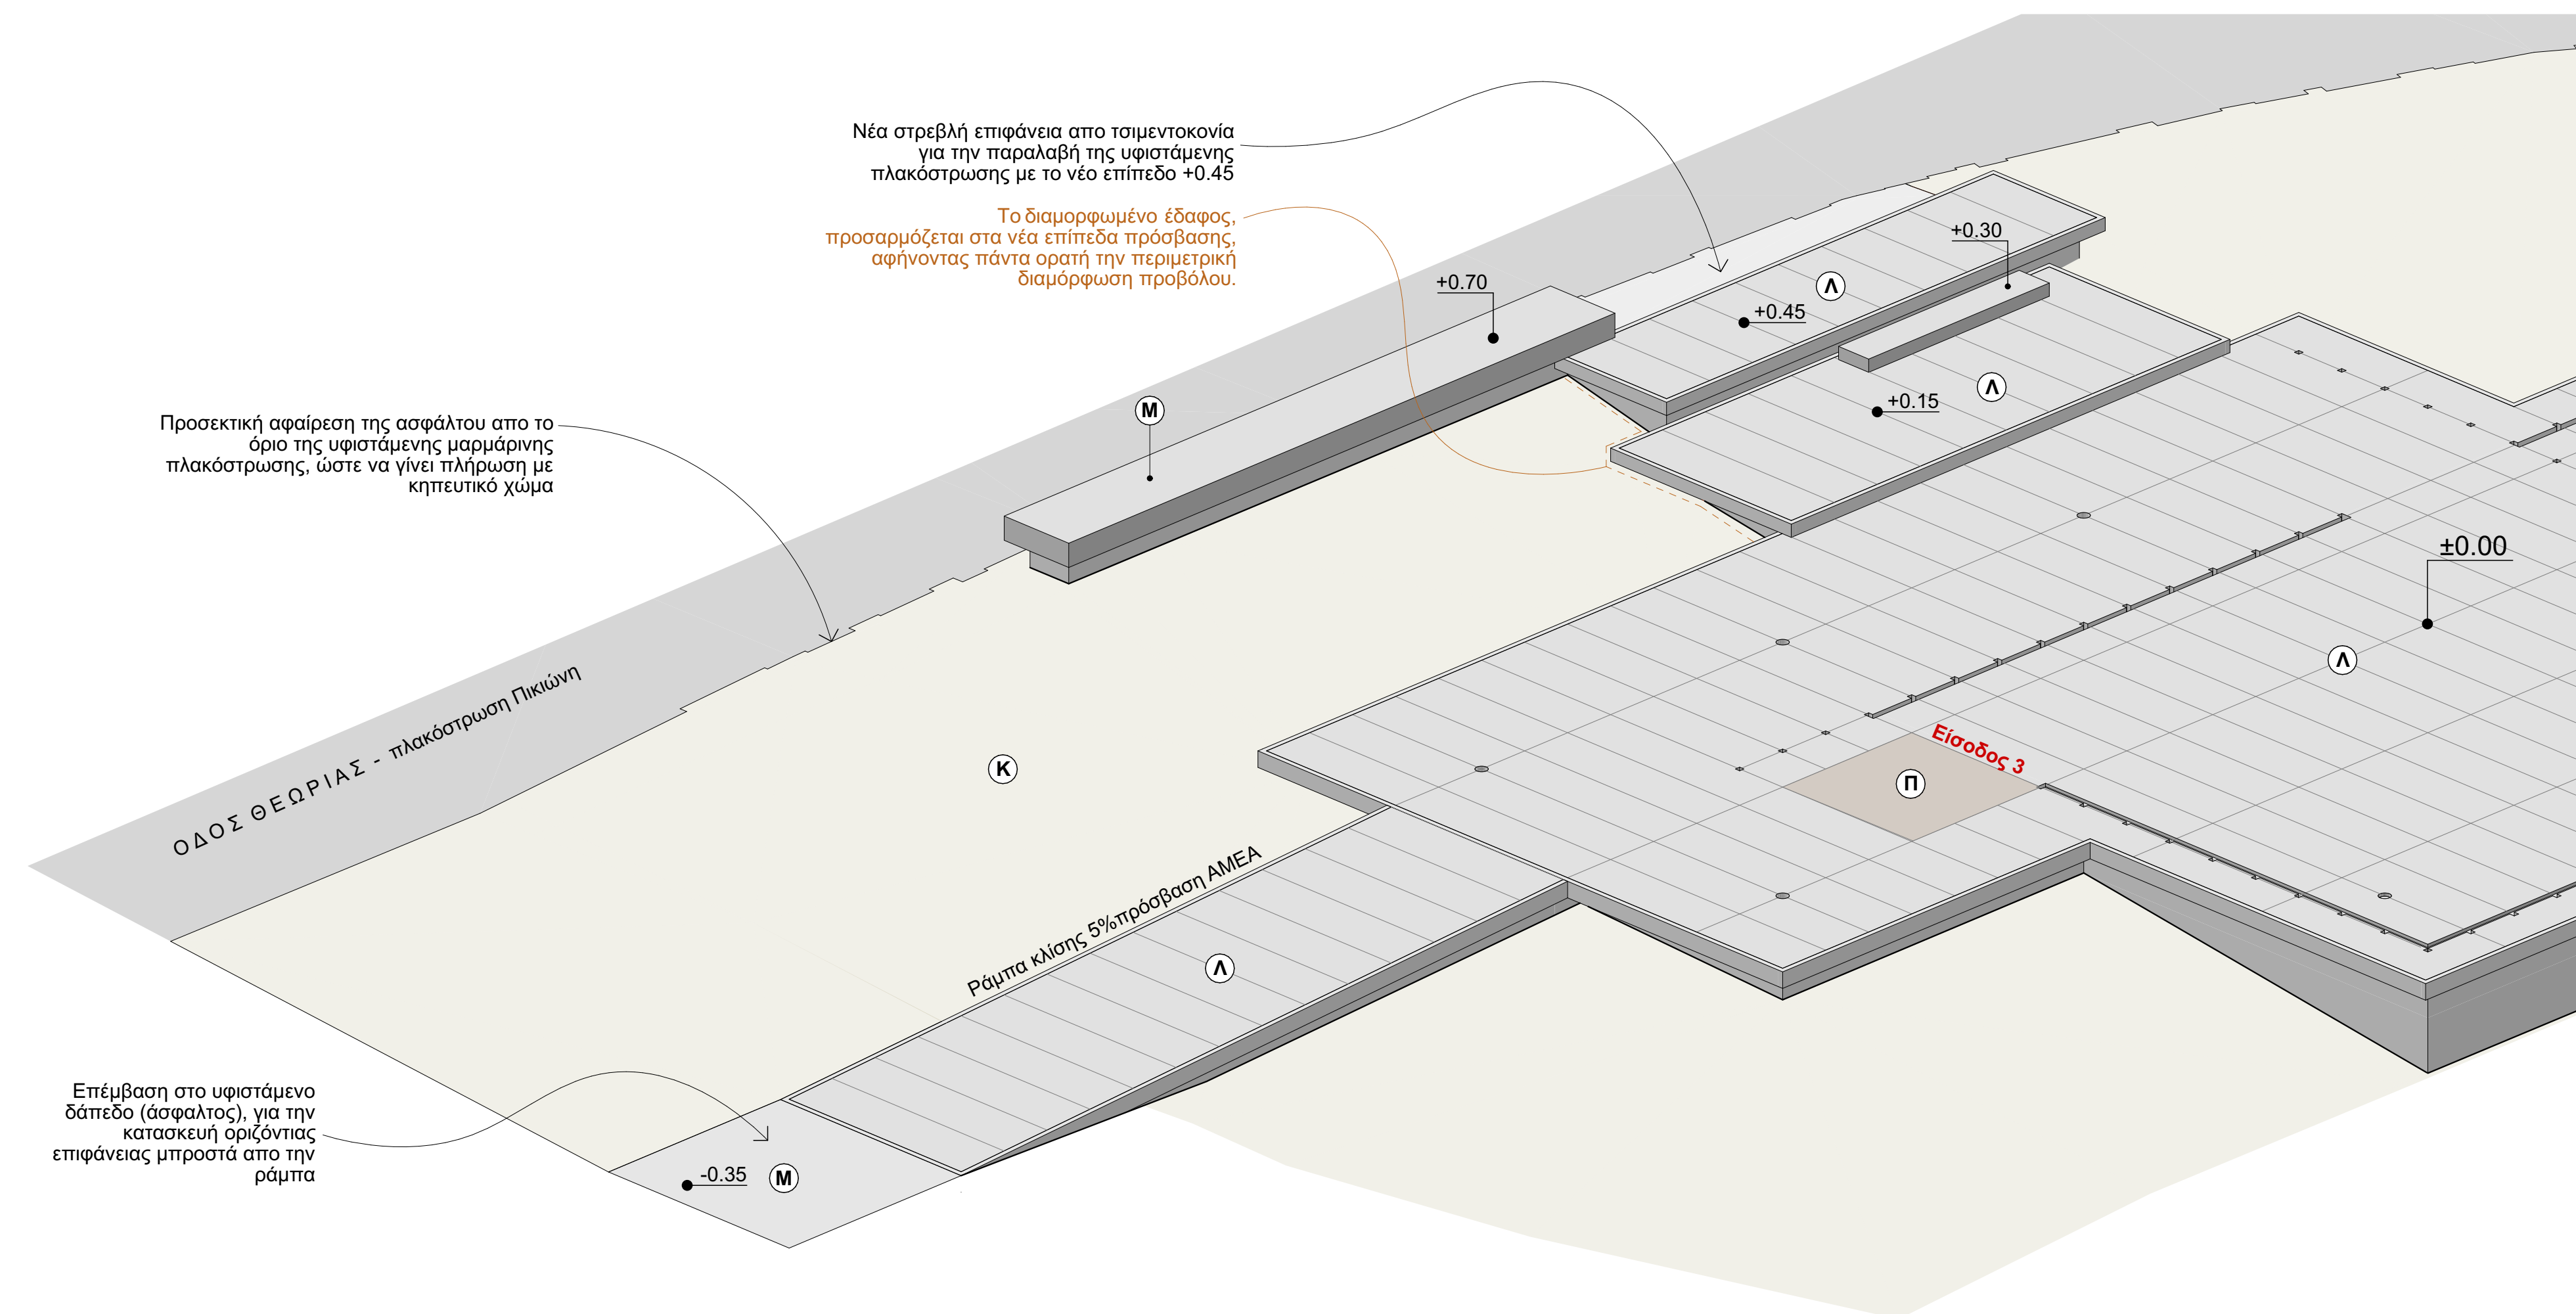 Νέα στρεβλή επιφάνεια απο τσιμεντοκονία
για την παραλαβή της υφιστάμενης
πλακόστρωσης με το νέο επίπεδο +0.45
Το διαμορφωμένο έδαφος,
προσαρμόζεται στα νέα επίπεδα πρόσβασης,
αφήνοντας πάντα ορατή την περιμετρική
διαμόρφωση προβόλου.
+0.30
+0.70
Λ
+0.45
Λ
+0.15
Μ
Προσεκτική αφαίρεση της ασφάλτου απο το
όριο της υφιστάμενης μαρμάρινης
πλακόστρωσης, ώστε να γίνει πλήρωση με
κηπευτικό χώμα
±0.00
Λ
ΟΔΟΣ ΘΕΩΡΙΑΣ - πλακόστρωση Πικιώνη
Κ
Είσοδος 3
Π
Ράμπα κλίσης 5%πρόσβαση ΑΜΕΑ
Λ
Επέμβαση στο υφιστάμενο
δάπεδο (άσφαλτος), για την
κατασκευή οριζόντιας
επιφάνειας μπροστά απο την
ράμπα
-0.35
Μ